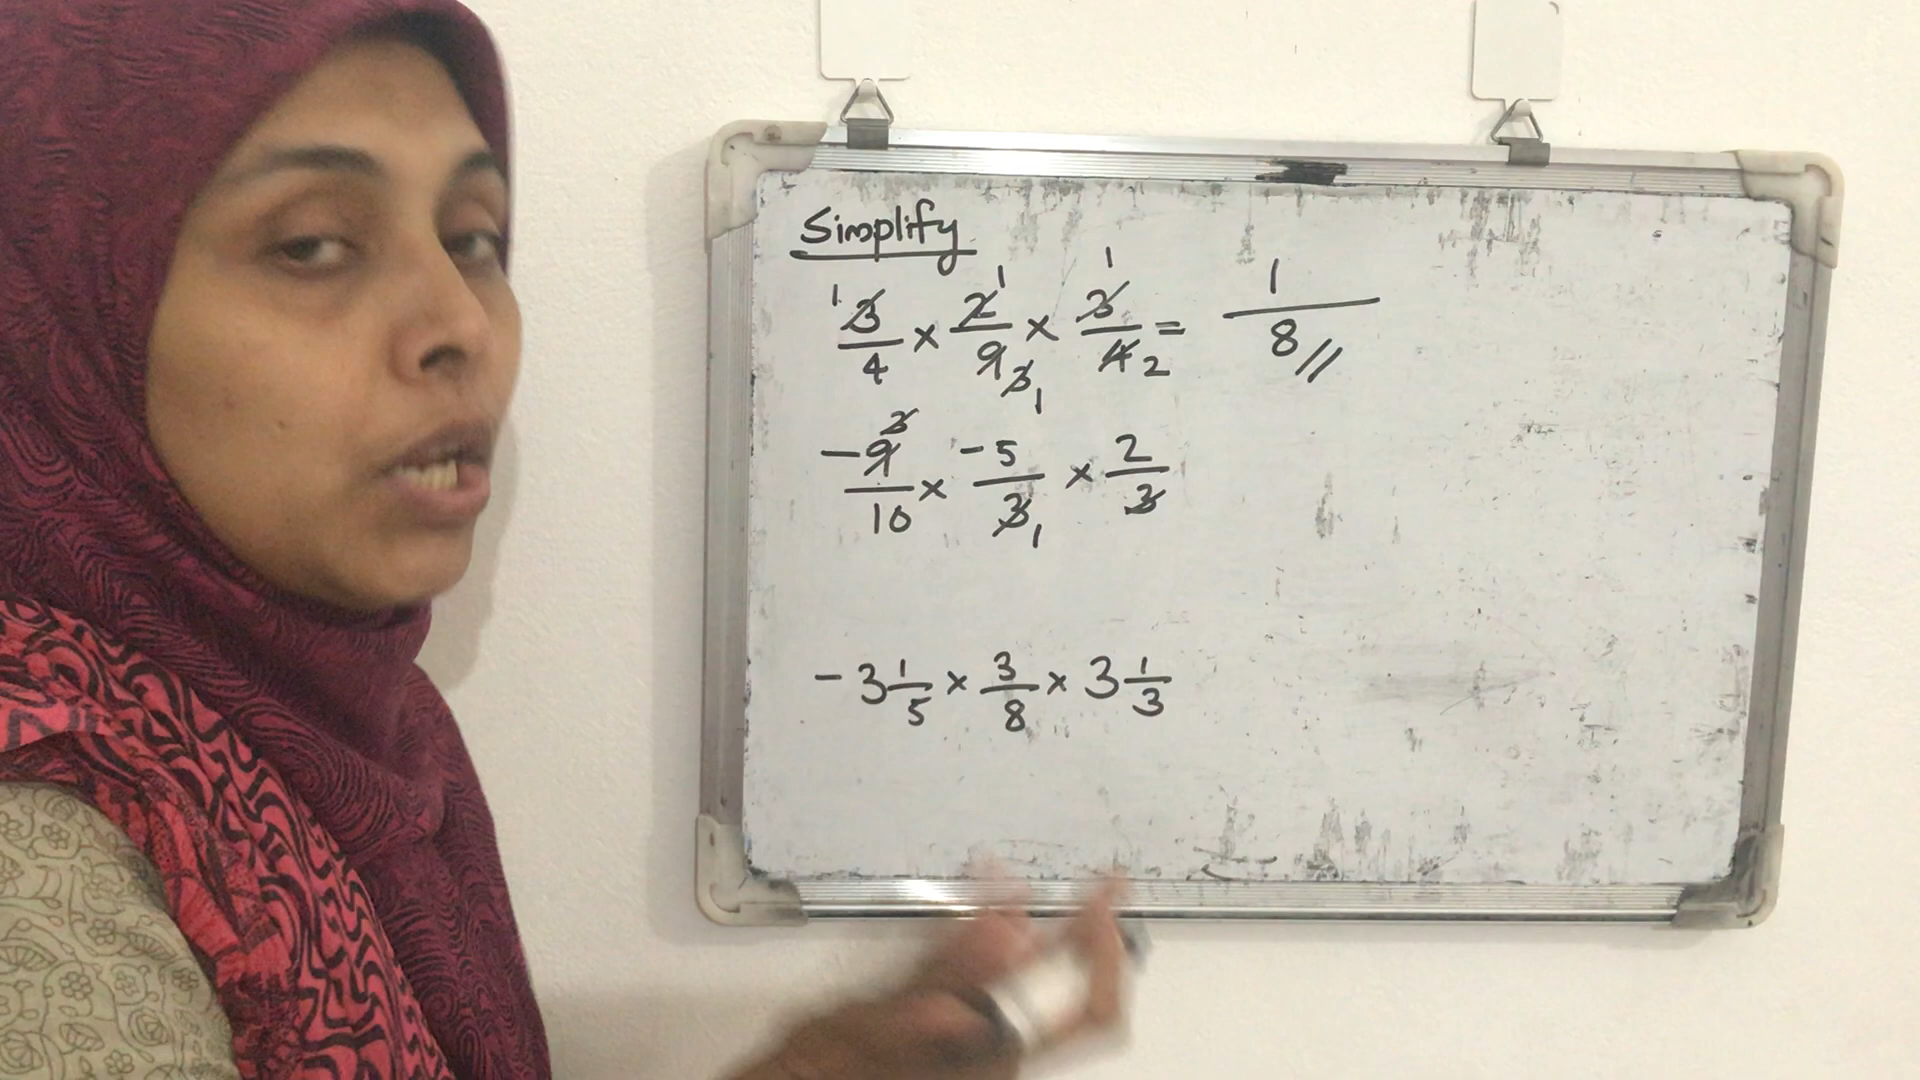 Simplify
3/4 × 2/9 × 3/4 = 1/8 //
-9/10 × -5/3 × 2/3
- 3 1/5 × 3/8 × 3 1/3